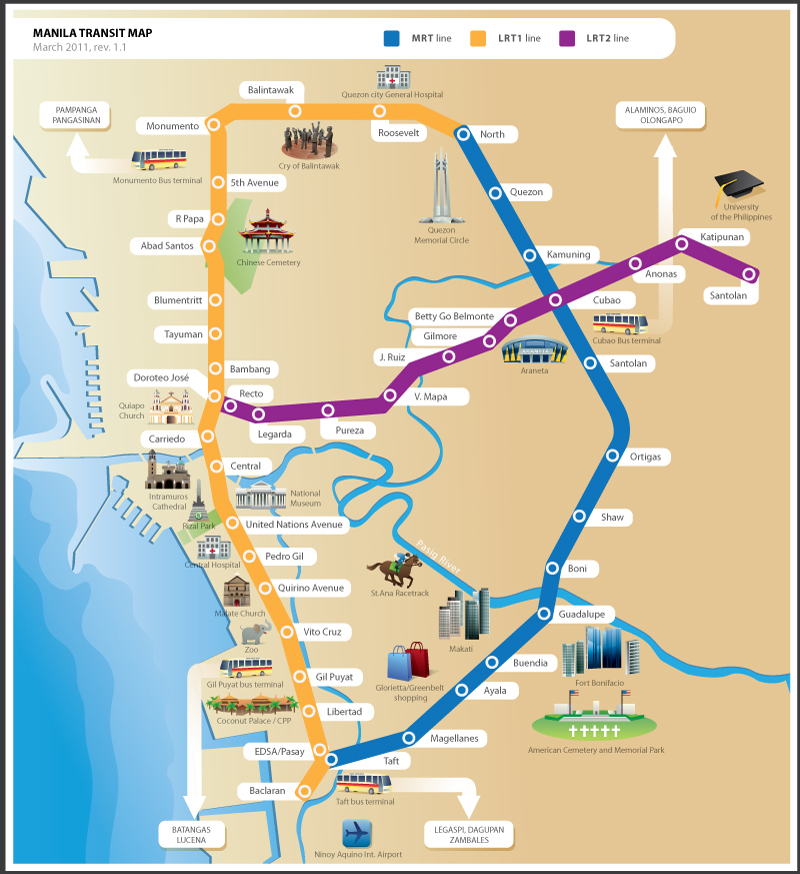 MANILA TRANSIT MAP
March 2011, rev. 1.1
MRT line
LRT1 line
LRT2 line
Balintawak
Quezon city General Hospital
PAMPANGA
PANGASINAN
ALAMINOS, BAGUIO
OLONGAPO
Monumento
Roosevelt
North
Cry of Balintawak
Monumento Bus terminal
5th Avenue
Quezon
University
of the Philippines
R Papa
Quezon
Memorial Circle
Abad Santos
Katipunan
Chinese Cemetery
Kamuning
Anonas
Santolan
Blumentritt
Cubao
Betty Go Belmonte
Tayuman
Gilmore
Cubao Bus terminal
ARANETA
Araneta
J. Ruiz
Santolan
Bambang
Doroteo José
Recto
V. Mapa
Quiapo
Church
Legarda
Pureza
Carriedo
Ortigas
Central
Intramuros
Cathedral
National
Museum
Rizal Park
United Nations Avenue
Shaw
Pasig River
Central Hospital
Pedro Gil
Boni
Quirino Avenue
St.Ana Racetrack
Malate Church
Guadalupe
Vito Cruz
Zoo
Makati
Buendia
Gil Puyat
Gil Puyat bus terminal
Fort Bonifacio
Glorietta/Greenbelt
shopping
Ayala
Libertad
Coconut Palace / CPP
Magellanes
EDSA/Pasay
American Cemetery and Memorial Park
Taft
Baclaran
Taft bus terminal
BATANGAS
LUCENA
LEGASPI, DAGUPAN
ZAMBALES
Ninoy Aquino Int. Airport